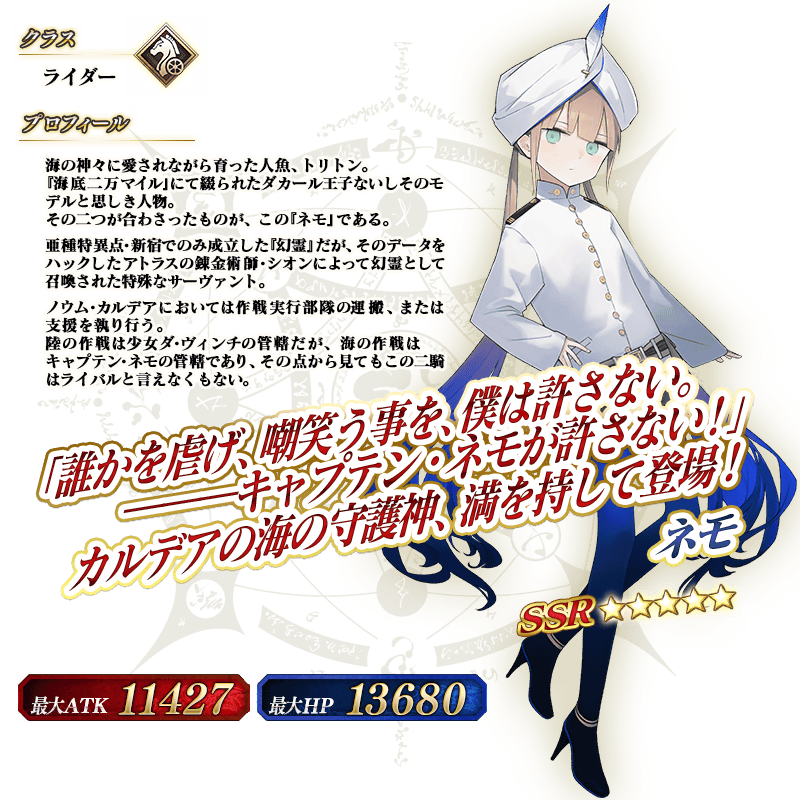 クラス
ライダー
プロフィール
海の神々に愛されながら育った人魚、トリトン。
『海底二万マイル』にて綴られたダカール王子ないしそのモ
デルと思しき人物。
その二つが合わさったものが、この『ネモ』である。
亜種特異点・新宿でのみ成立した『幻霊』だが、そのデータを
ハックしたアトラスの錬金術師・シオンによって幻霊として
召喚された特殊なサーヴァント。
ノウム・カルデアにおいては作戦実行部隊の運搬、または
支援を執り行う。
陸の作戦は少女ダ・ヴィンチの管轄だが、海の作戦は
キャプテン・ネモの管轄であり、その点から見てもこの二騎
はライバルと言えなくもない。
「誰かを虐げ、嘲笑う事を、僕は許さない。
───キャプテン・ネモが許さない!」
カルデアの海の守護神、満を持して登場!
ネモ
SSR ☆☆☆☆☆
最大ATK 11427
最大HP 13680